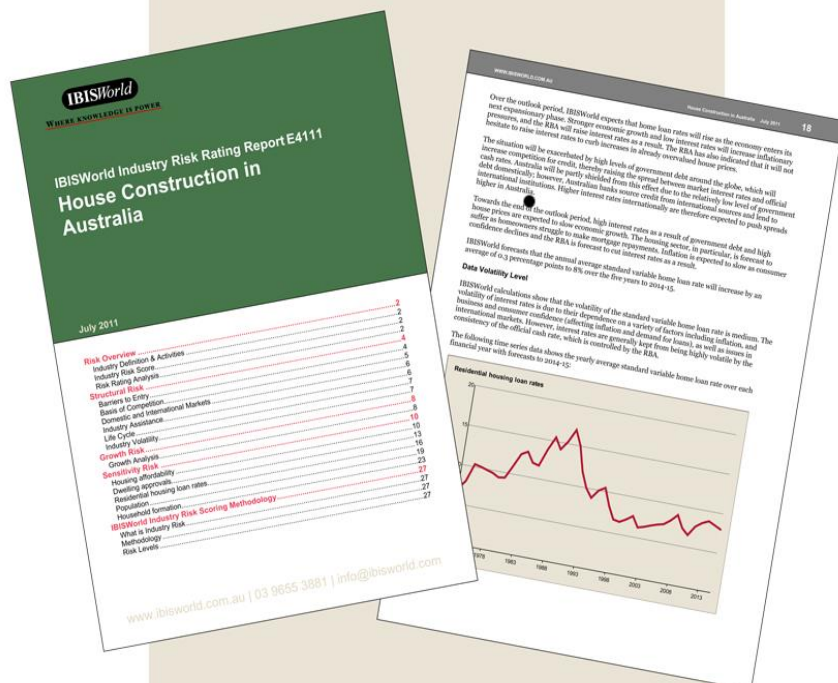 IBISWorld
WHERE KNOWLEDGE IS POWER
IBISWorld Industry Risk Rating Report E4111
House Construction in
Australia
July 2011
Risk Overview 2
Industry Definition & Activities 2
Industry Risk Score 2
Risk Rating Analysis 2
Structural Risk 4
Barriers to Entry 4
Basis of Competition 5
Domestic and International Markets 6
Industry Assistance 6
Life Cycle 7
Industry Volatility 7
Growth Risk 8
Growth Analysis 8
Sensitivity Risk 10
Housing affordability 10
Dwelling approvals 13
Residential housing loan rates 16
Population 19
Household formation 23
IBISWorld Industry Risk Scoring Methodology 27
What is Industry Risk 27
Methodology 27
Risk Levels 27
www.ibisworld.com.au | 03 9655 3881 | info@ibisworld.com
WWW.IBISWORLD.COM.AU
House Construction in Australia July 2011 18
Over the outlook period, IBISWorld expects that home loan rates will rise as the economy enters its
next expansionary phase. Stronger economic growth and low interest rates will increase inflationary
pressures, and the RBA will raise interest rates as a result. The RBA has also indicated that it will not
hesitate to raise interest rates to curb increases in already overvalued house prices.
The situation will be exacerbated by high levels of government debt around the globe, which will
increase competition for credit, thereby raising the spread between market interest rates and official
cash rates. Australia will be partly shielded from this effect due to the relatively low level of government
debt domestically; however, Australian banks source credit from international sources and lend to
international institutions. Higher interest rates internationally are therefore expected to push spreads
higher in Australia.
Towards the end of the outlook period, high interest rates as a result of government debt and high
house prices are expected to slow economic growth. The housing sector, in particular, is forecast to
suffer as homeowners struggle to make mortgage repayments. Inflation is expected to slow as consumer
confidence declines and the RBA is forecast to cut interest rates as a result.
IBISWorld forecasts that the annual average standard variable home loan rate will increase by an
average of 0.3 percentage points to 8% over the five years to 2014-15.
Data Volatility Level
IBISWorld calculations show that the volatility of the standard variable home loan rate is medium. The
volatility of interest rates is due to their dependence on a variety of factors including inflation, and
business and consumer confidence (affecting inflation and demand for loans), as well as issues in
international markets. However, interest rates are generally kept from being highly volatile by the
consistency of the official cash rate, which is controlled by the RBA.
The following time series data shows the yearly average standard variable home loan rate over each
financial year with forecasts to 2014-15:
Residential housing loan rates
20
15
1978 1983 1988 1993 1998 2003 2008 2013